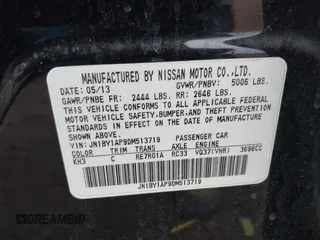 MANUFACTURED BY NISSAN MOTOR CO.,LTD.
DATE: 05/13 GVWR/PNBV: 5006 LBS.
GAWR/PNBE FR: 2444 LBS. RR: 2646 LBS.
THIS VEHICLE CONFORMS TO ALL APPLICABLE FEDERAL
MOTOR VEHICLE SAFETY,BUMPER,AND THEFT PREVENTION
STANDARDS IN EFFECT ON THE DATE OF MANUFACTURE
SHOWN ABOVE.
VIN: JN1BY1AP9DM513719 PASSENGER CAR
COLOR TRIM TRANS AXLE ENGINE
KH3 C RE7R01A RC33 VQ37(VHR) 3696CC
JN1BY1AP9DM513719
DREAMBID